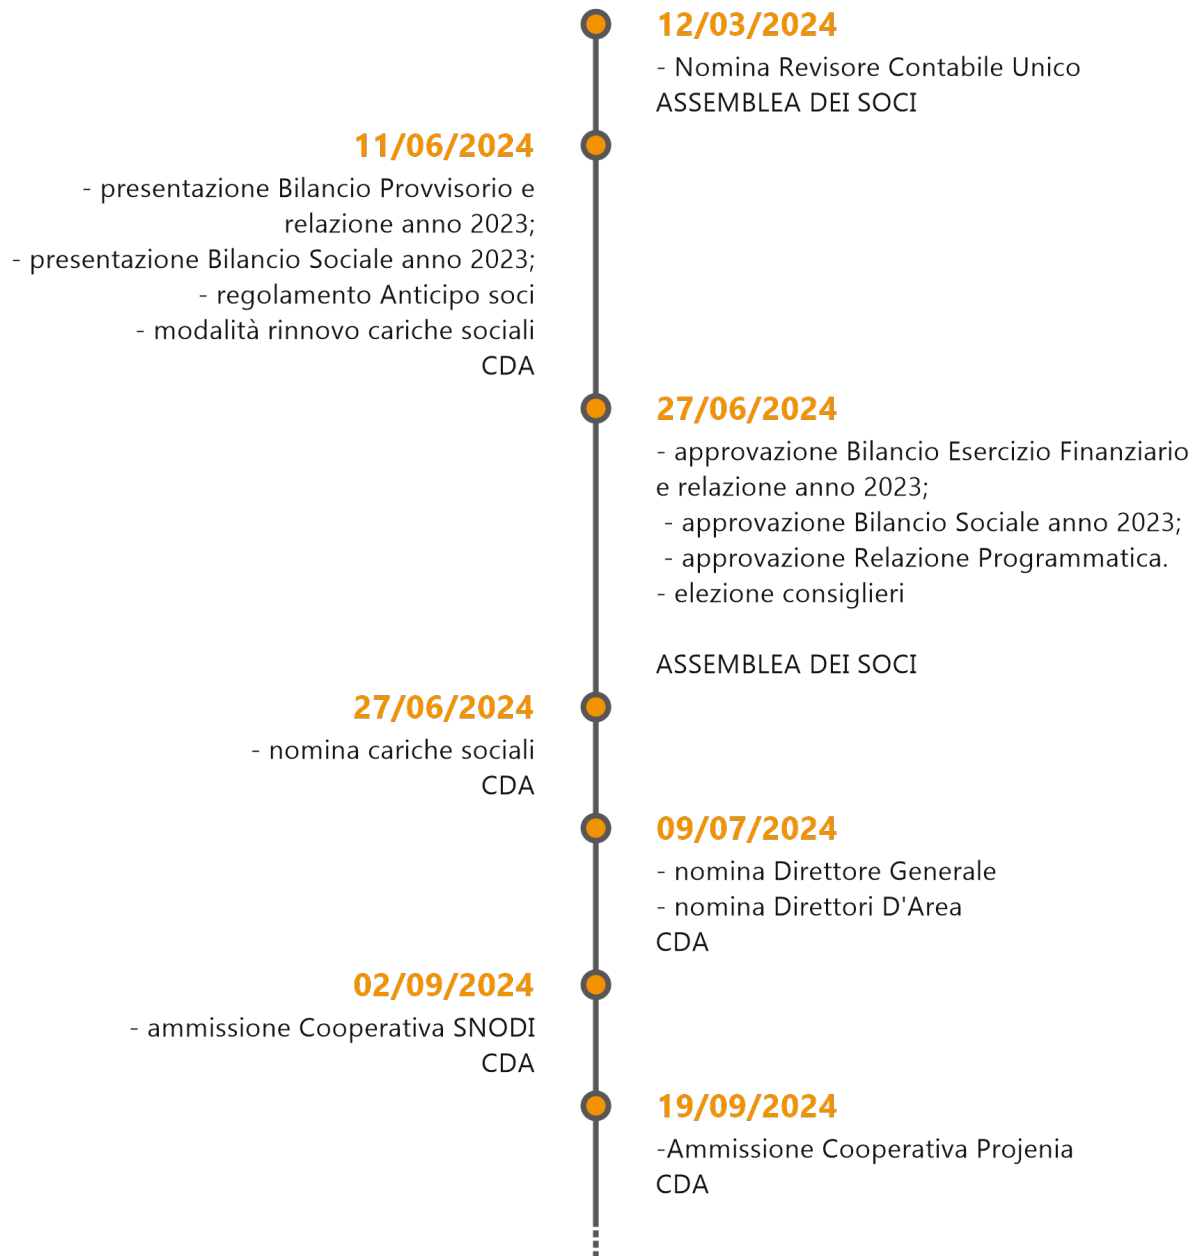 12/03/2024
- Nomina Revisore Contabile Unico
ASSEMBLEA DEI SOCI
11/06/2024
- presentazione Bilancio Provvisorio e
relazione anno 2023;
- presentazione Bilancio Sociale anno 2023;
- regolamento Anticipo soci
- modalità rinnovo cariche sociali
CDA
27/06/2024
- approvazione Bilancio Esercizio Finanziario
e relazione anno 2023;
- approvazione Bilancio Sociale anno 2023;
- approvazione Relazione Programmatica.
- elezione consiglieri
ASSEMBLEA DEI SOCI
27/06/2024
- nomina cariche sociali
CDA
09/07/2024
- nomina Direttore Generale
- nomina Direttori D'Area
CDA
02/09/2024
- ammissione Cooperativa SNODI
CDA
19/09/2024
-Ammissione Cooperativa Projenia
CDA